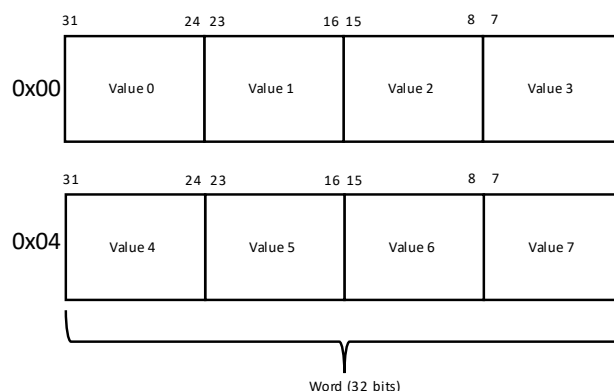 31 24 23 16 15 8 7
0x00 Value 0 Value 1 Value 2 Value 3
31 24 23 16 15 8 7
0x04 Value 4 Value 5 Value 6 Value 7
Word (32 bits)